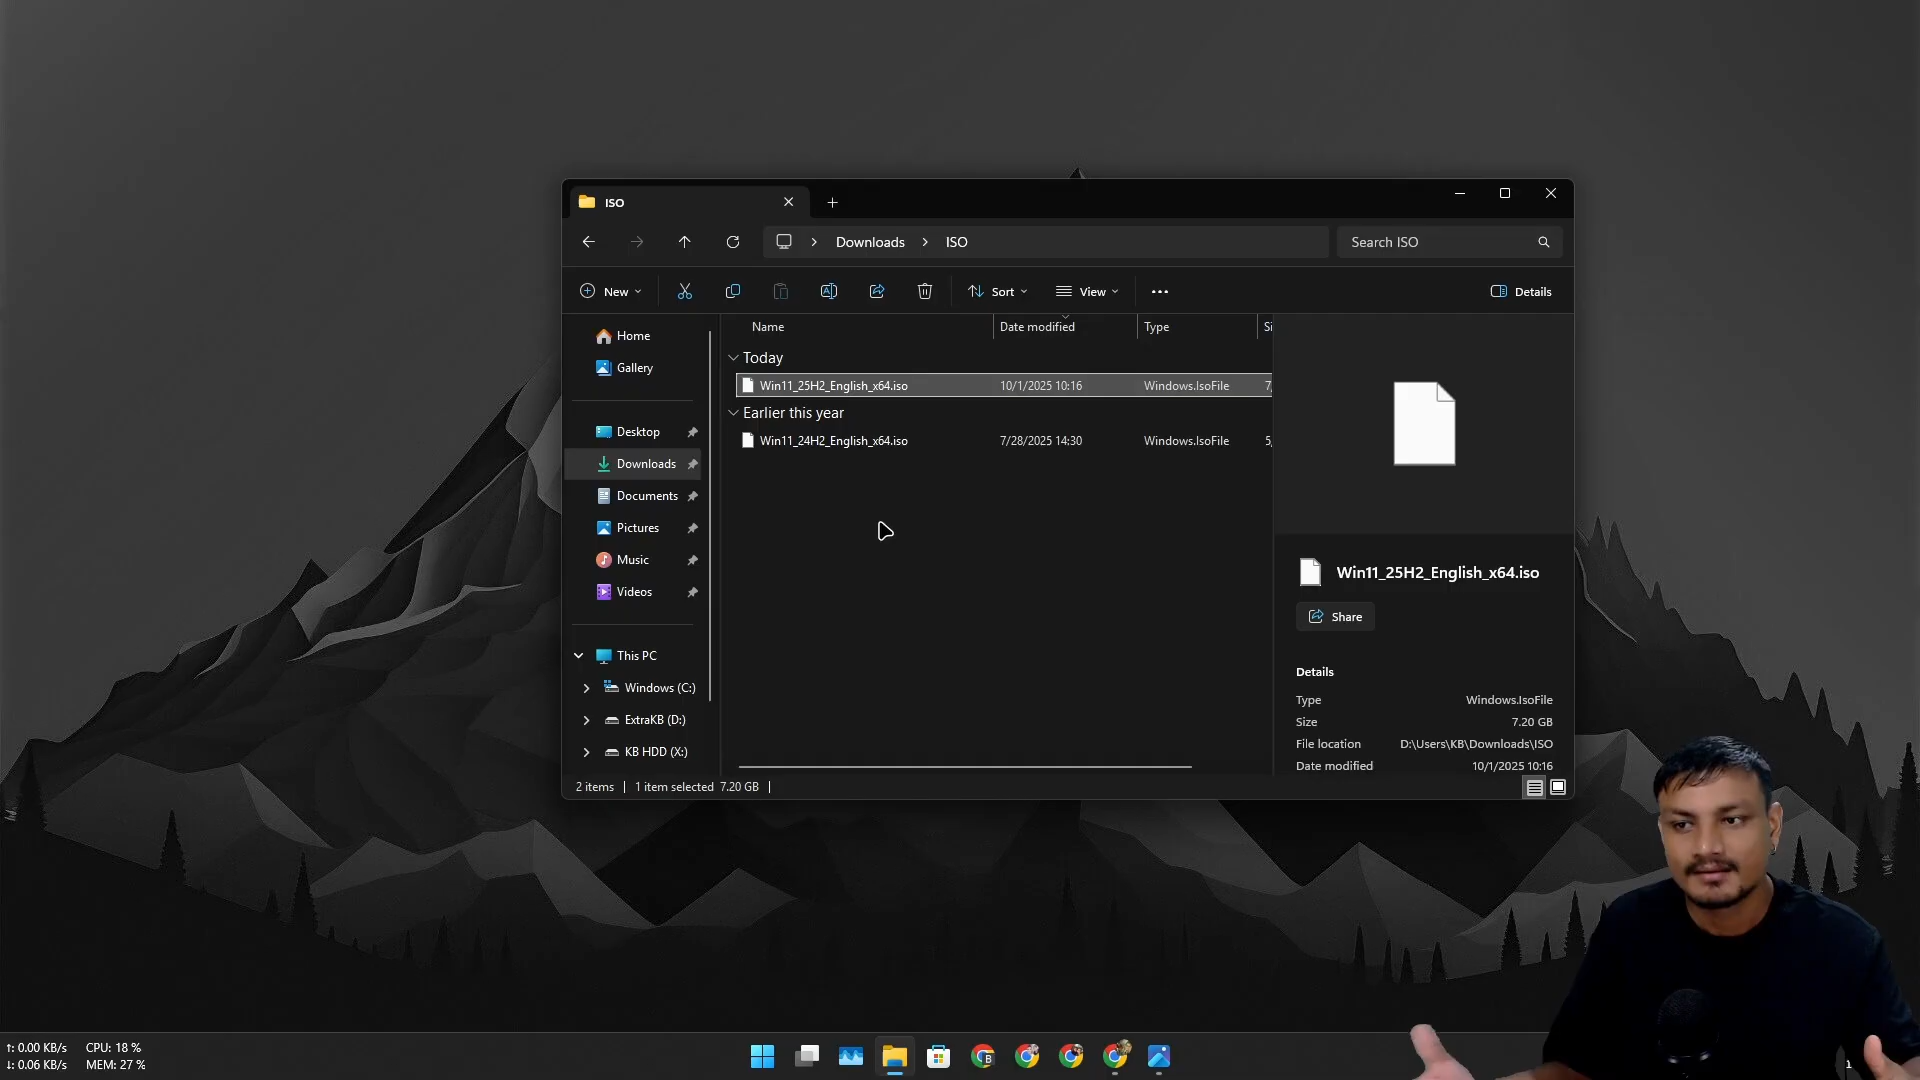 ISO
Downloads
ISO
Search ISO
New
Sort
View
Details
Home
Gallery
Desktop
Downloads
Documents
Pictures
Music
Videos
This PC
Windows (C:)
ExtraKB (D:)
KB HDD (X:)
Name Date modified Type Si
Today
Win11_25H2_English_x64.iso 10/1/2025 10:16 Windows.IsoFile 7,
Earlier this year
Win11_24H2_English_x64.iso 7/28/2025 14:30 Windows.IsoFile 5,
Win11_25H2_English_x64.iso
Share
Details
Type Windows.IsoFile
Size 7.20 GB
File location D:\Users\KB\Downloads\ISO
Date modified 10/1/2025 10:16
2 items 1 item selected 7.20 GB
↑: 0.00 KB/s CPU: 18 %
↓: 0.06 KB/s MEM: 27 %
B
1